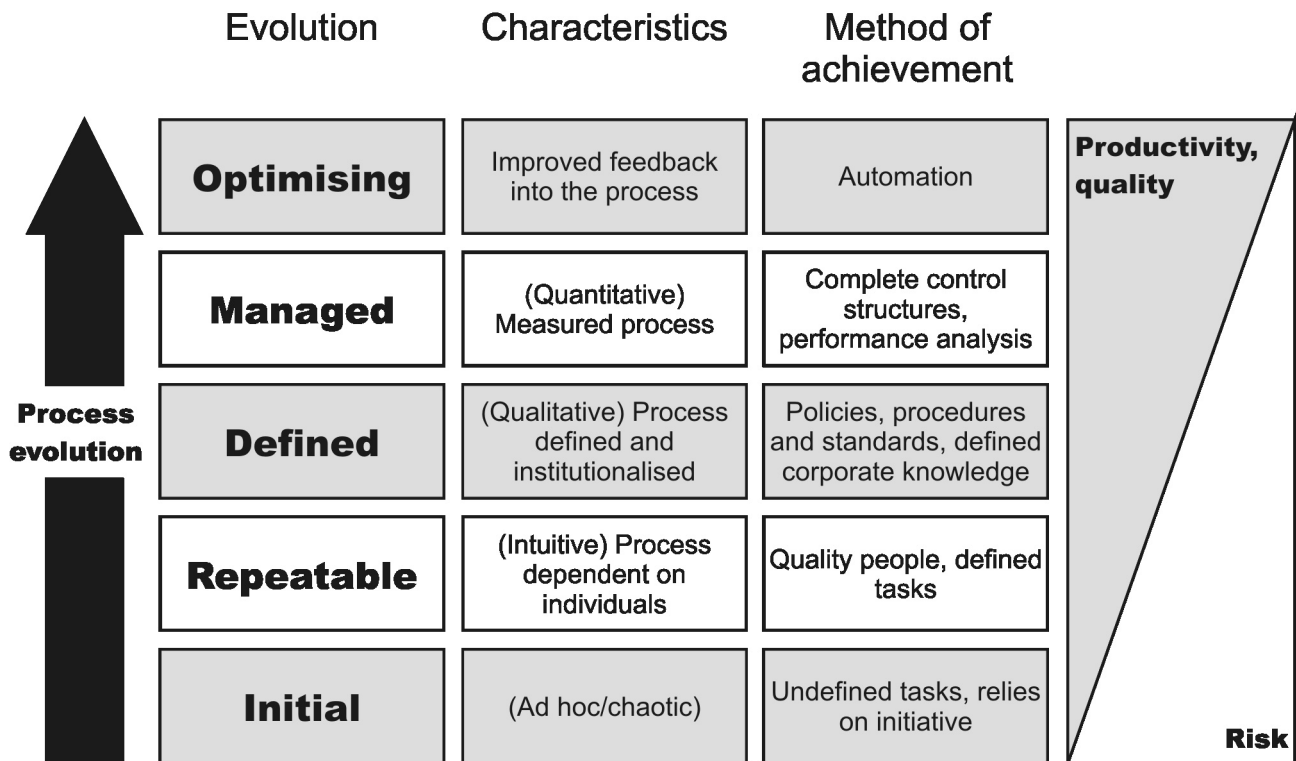 Evolution
Characteristics
Method of
achievement
Optimising
Improved feedback
into the process
Automation
Productivity,
quality
Managed
(Quantitative)
Measured process
Complete control
structures,
performance analysis
Process
evolution
Defined
(Qualitative) Process
defined and
institutionalised
Policies, procedures
and standards, defined
corporate knowledge
Repeatable
(Intuitive) Process
dependent on
individuals
Quality people, defined
tasks
Initial
(Ad hoc/chaotic)
Undefined tasks, relies
on initiative
Risk